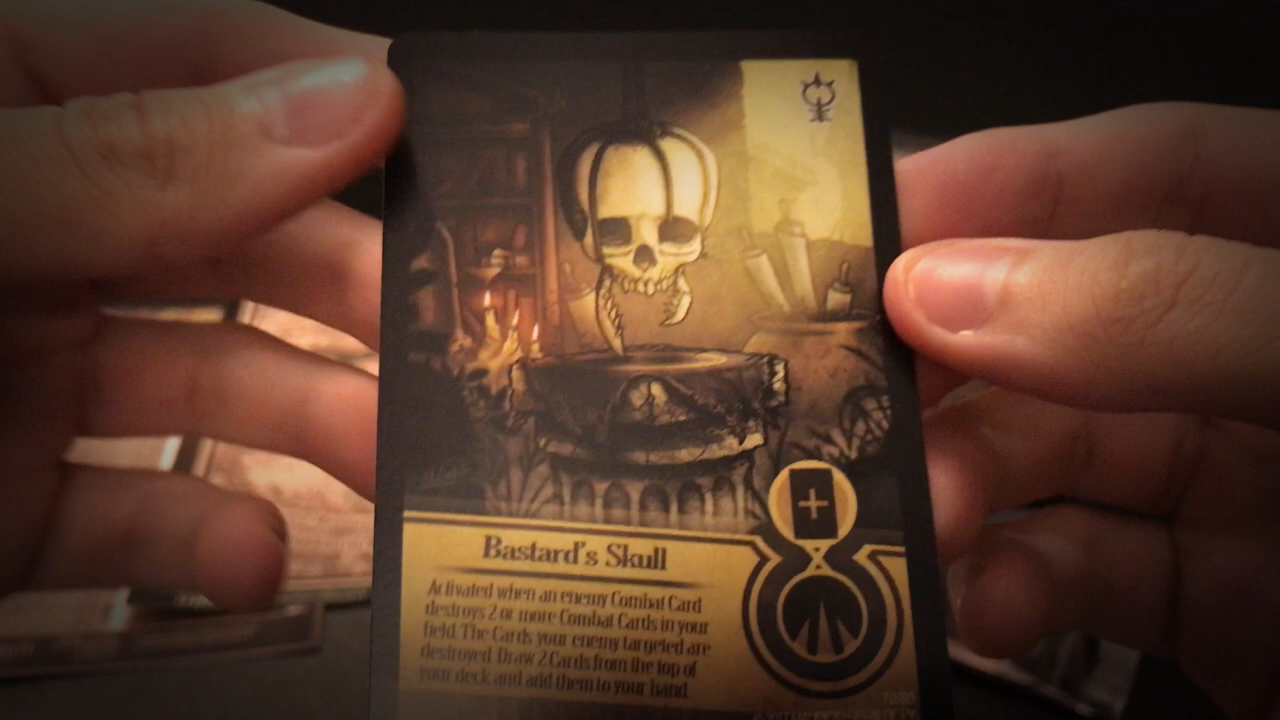 Bastard's Skull
Activated when an enemy Combat Card
destroys 2 or more Combat Cards in your
field. The Cards your enemy targeted are
destroyed. Draw 2 Cards from the top of
your deck and add them to your hand.